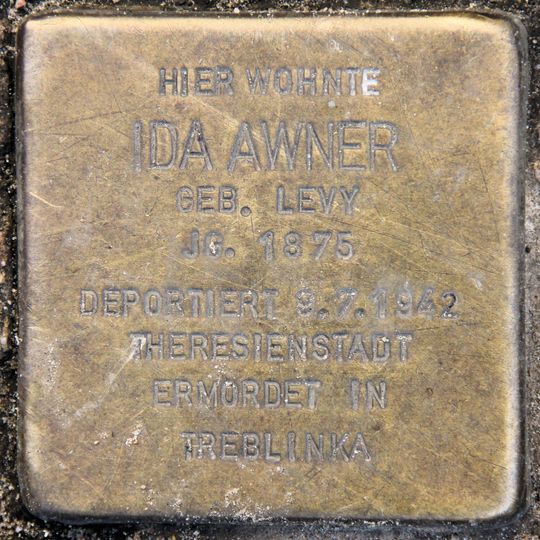 HIER WOHNTE
IDA AWNER
GEB. LEVY
JG. 1875
DEPORTIERT 9.7.1942
THERESIENSTADT
ERMORDET IN
TREBLINKA